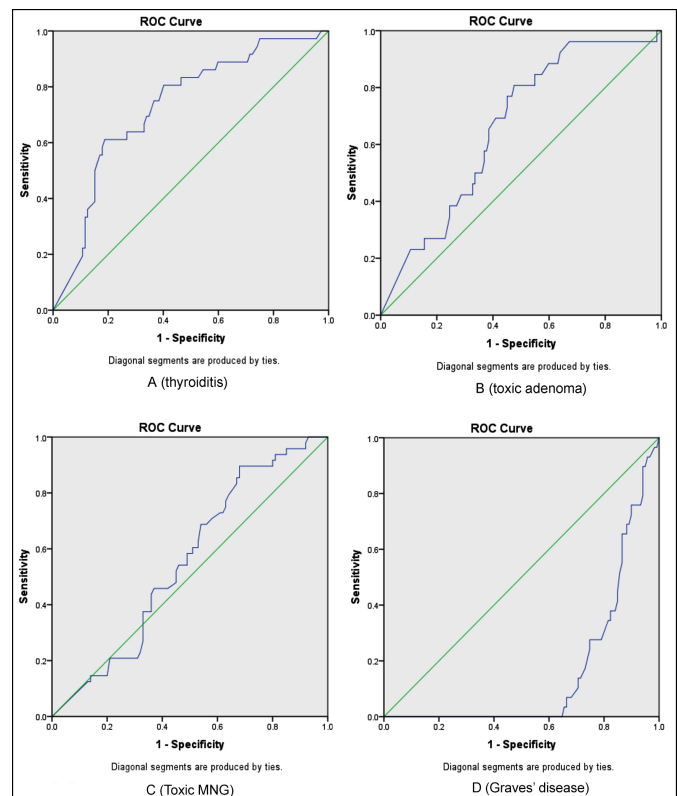 ROC Curve
1.0
0.8
0.6
0.4
0.2
0.0
Sensitivity
0.0 0.2 0.4 0.6 0.8 1.0
1 - Specificity
Diagonal segments are produced by ties.
A (thyroiditis)
ROC Curve
1.0
0.8
0.6
0.4
0.2
0.0
Sensitivity
0.0 0.2 0.4 0.6 0.8 1.0
1 - Specificity
Diagonal segments are produced by ties.
B (toxic adenoma)
ROC Curve
1.0
0.8
0.6
0.4
0.2
0.0
Sensitivity
0.0 0.2 0.4 0.6 0.8 1.0
1 - Specificity
Diagonal segments are produced by ties.
C (Toxic MNG)
ROC Curve
1.0
0.8
0.6
0.4
0.2
0.0
Sensitivity
0.0 0.2 0.4 0.6 0.8 1.0
1 - Specificity
Diagonal segments are produced by ties.
D (Graves' disease)